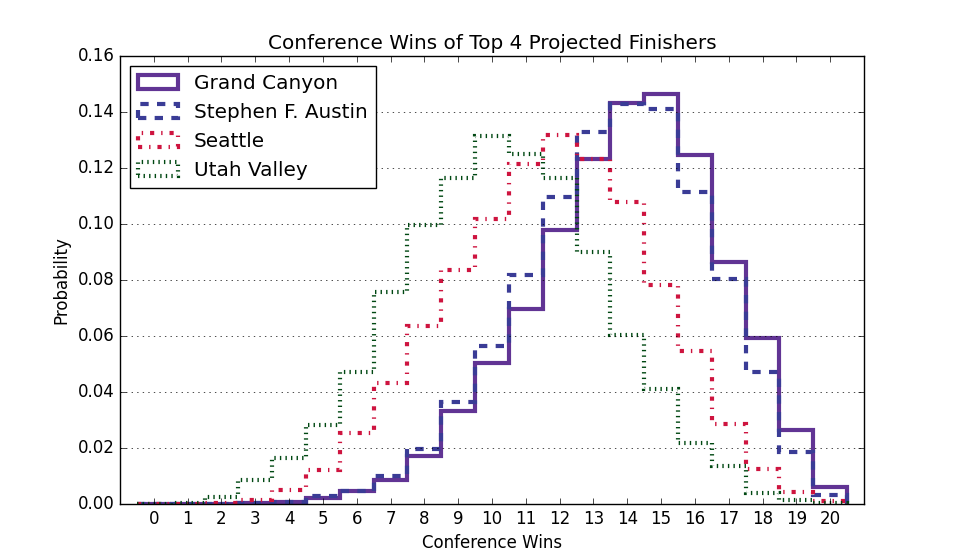 Conference Wins of Top 4 Projected Finishers
Grand Canyon
Stephen F. Austin
Seattle
Utah Valley
0.16
0.14
0.12
0.10
0.08
0.06
0.04
0.02
0.00
Probability
0 1 2 3 4 5 6 7 8 9 10 11 12 13 14 15 16 17 18 19 20
Conference Wins